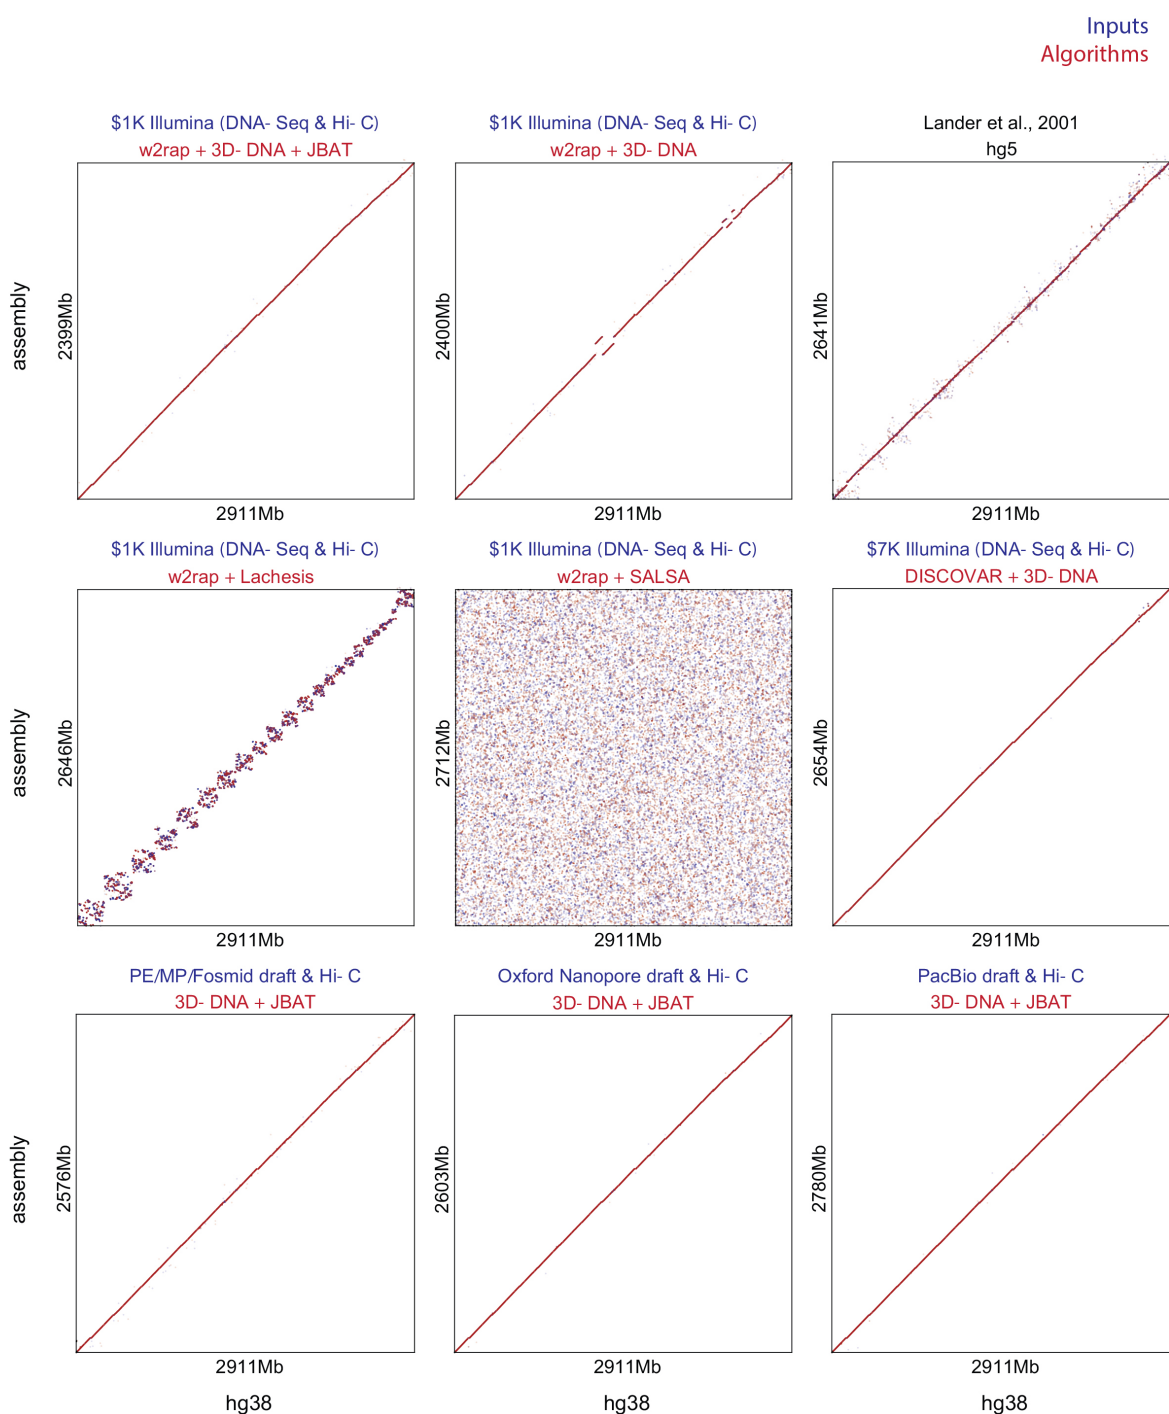 Inputs
Algorithms
$1K Illumina (DNA- Seq & Hi- C)
w2rap + 3D- DNA + JBAT
$1K Illumina (DNA- Seq & Hi- C)
w2rap + 3D- DNA
Lander et al., 2001
hg5
assembly
2399Mb
2400Mb
2641Mb
2911Mb
2911Mb
2911Mb
$1K Illumina (DNA- Seq & Hi- C)
w2rap + Lachesis
$1K Illumina (DNA- Seq & Hi- C)
w2rap + SALSA
$7K Illumina (DNA- Seq & Hi- C)
DISCOVAR + 3D- DNA
assembly
2646Mb
2712Mb
2654Mb
2911Mb
2911Mb
2911Mb
PE/MP/Fosmid draft & Hi- C
3D- DNA + JBAT
Oxford Nanopore draft & Hi- C
3D- DNA + JBAT
PacBio draft & Hi- C
3D- DNA + JBAT
assembly
2576Mb
2603Mb
2780Mb
2911Mb
2911Mb
2911Mb
hg38
hg38
hg38